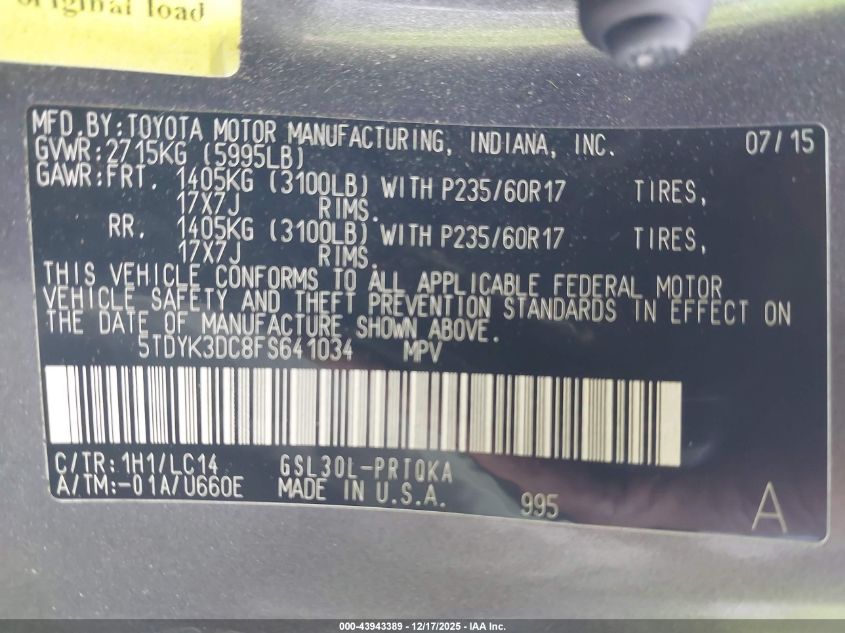 original load
MFD.BY:TOYOTA MOTOR MANUFACTURING, INDIANA, INC. 07/15
GVWR:2715KG (5995LB)
GAWR:FRT. 1405KG (3100LB) WITH P235/60R17 TIRES,
17X7J RIMS.
RR. 1405KG (3100LB) WITH P235/60R17 TIRES,
17X7J RIMS.
THIS VEHICLE CONFORMS TO ALL APPLICABLE FEDERAL MOTOR
VEHICLE SAFETY AND THEFT PREVENTION STANDARDS IN EFFECT ON
THE DATE OF MANUFACTURE SHOWN ABOVE.
5TDYK3DC8FS641034 MPV
C/TR:1H1/LC14 GSL30L-PRTQKA
A/TM:-01A/U660E MADE IN U.S.A. 995 A
000-43943389 - 12/17/2025 - IAA Inc.